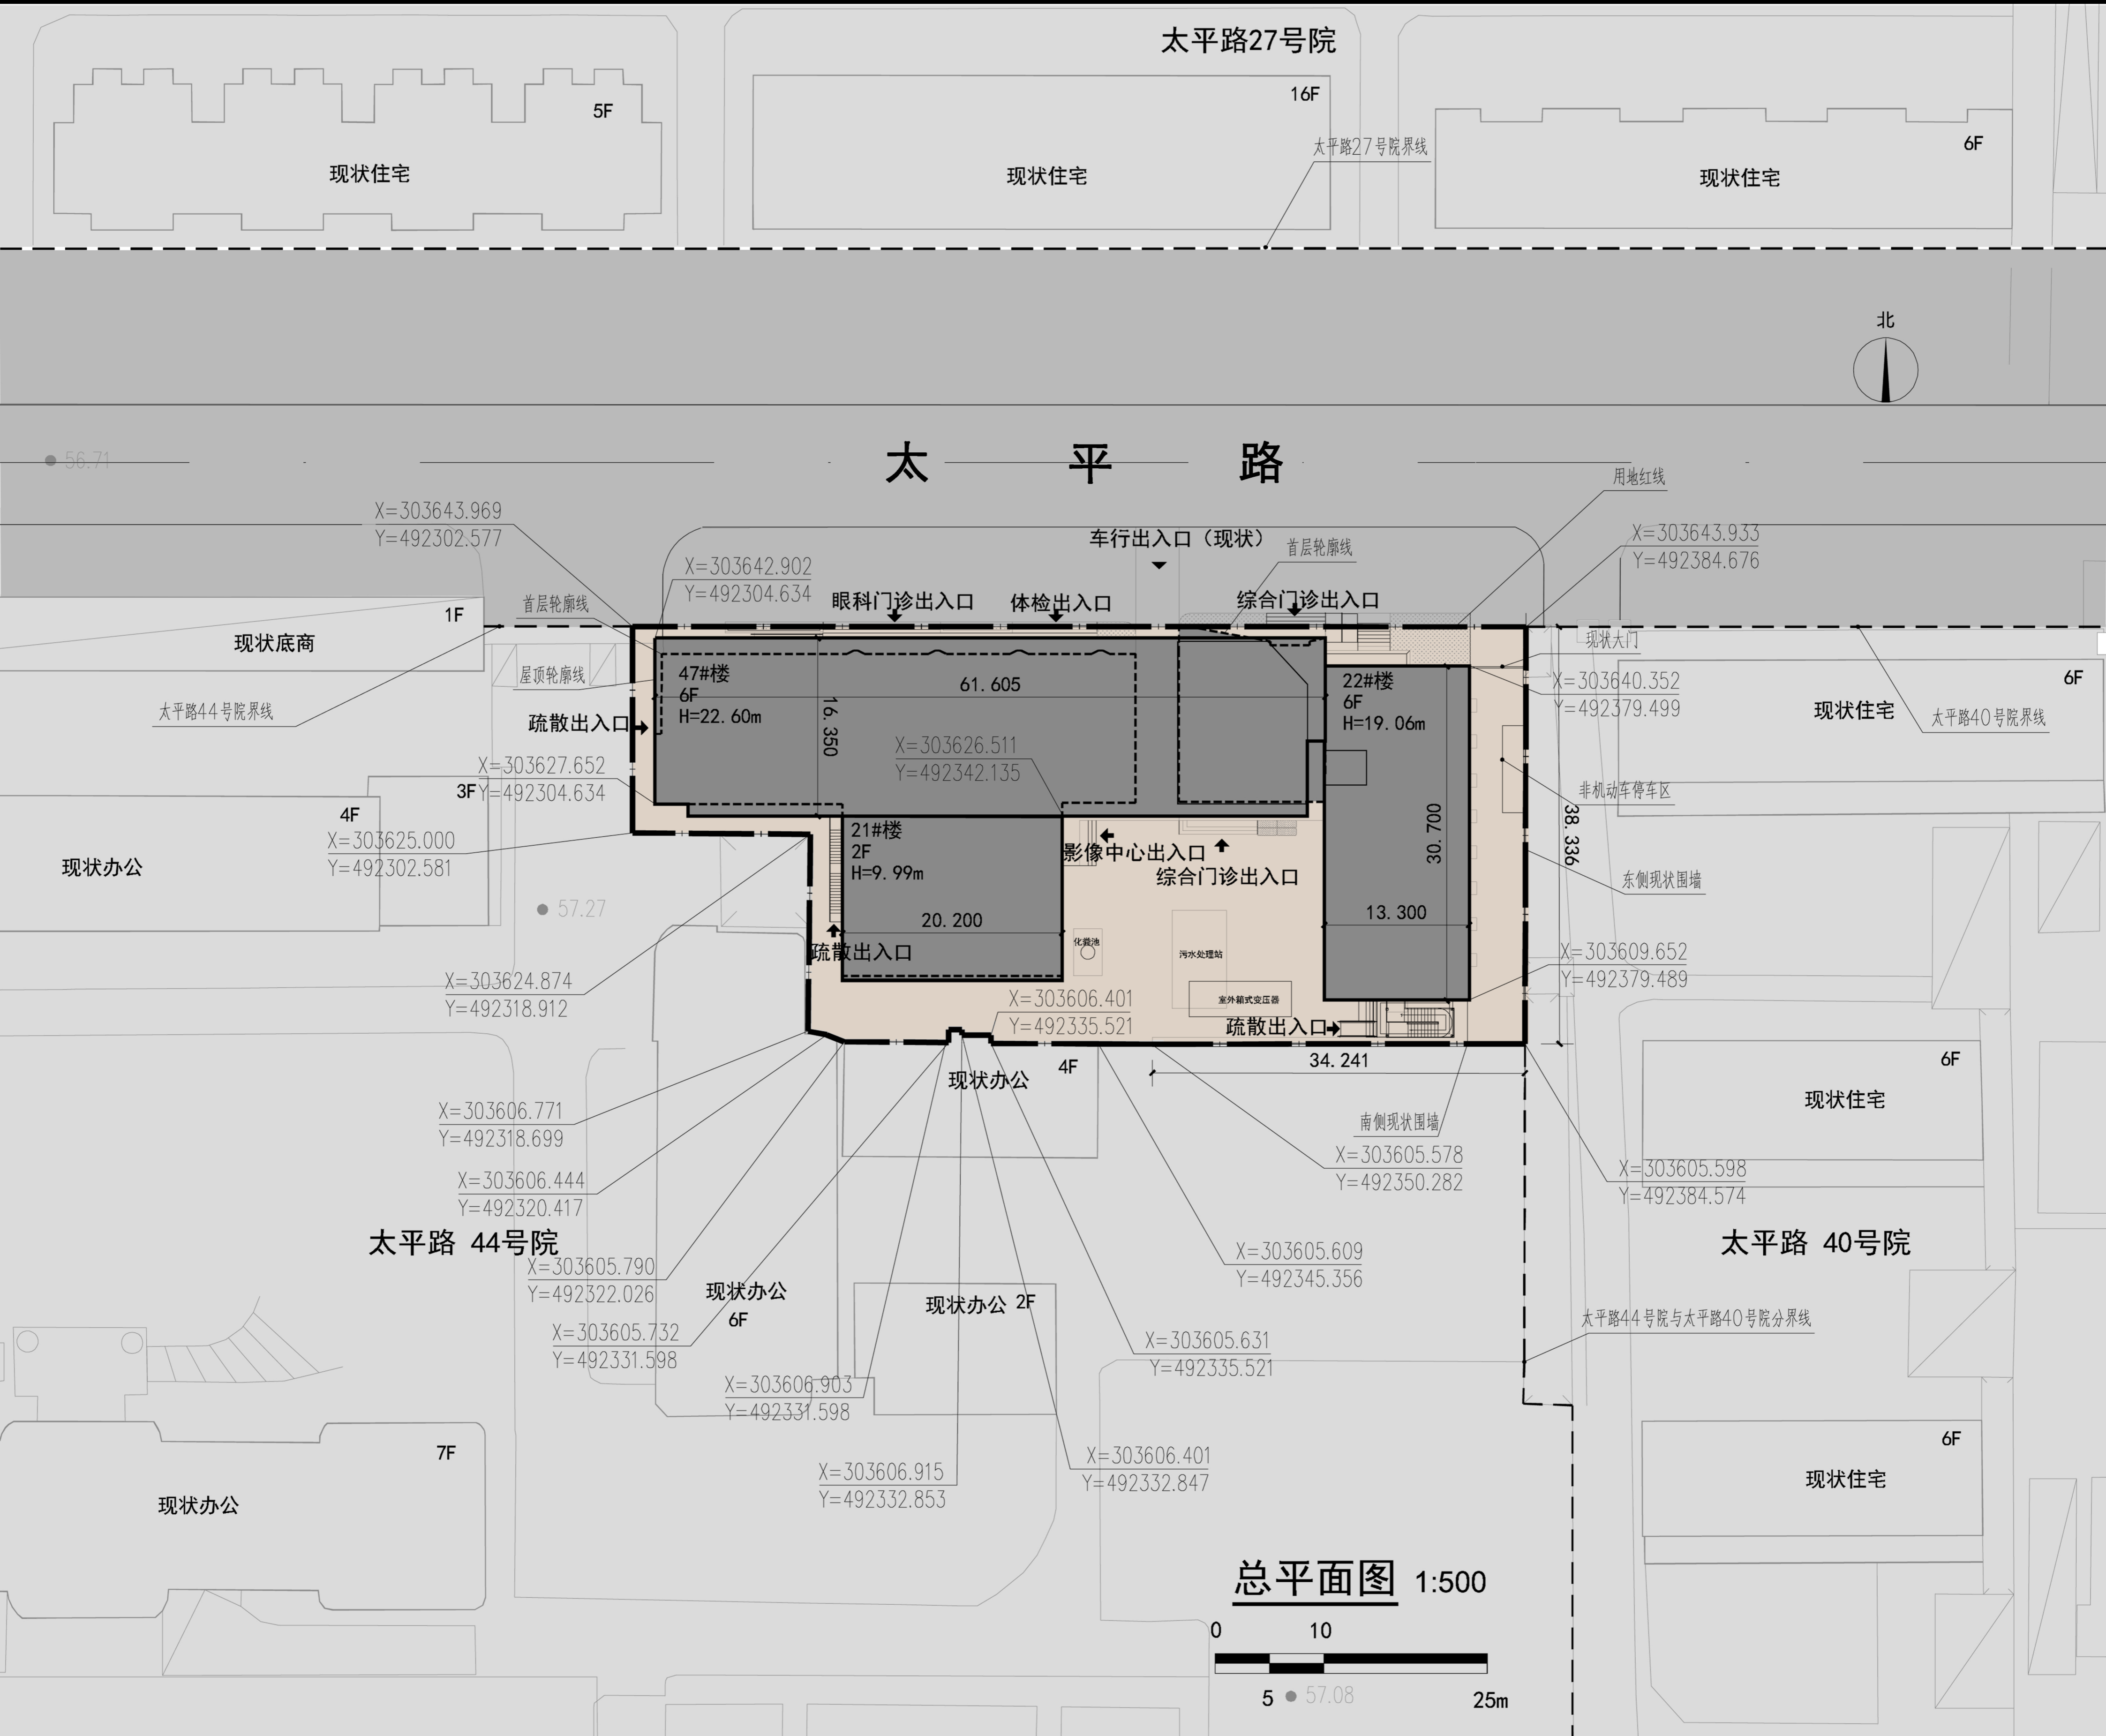 太平路27号院
5F
16F
6F
现状住宅
现状住宅
现状住宅
太平路27号院界线
北
太 平 路
56.71
用地红线
X=303643.969
Y=492302.577
车行出入口（现状）
首层轮廓线
X=303643.933
Y=492384.676
X=303642.902
Y=492304.634
首层轮廓线
眼科门诊出入口
体检出入口
综合门诊出入口
1F
现状底商
现状大门
屋顶轮廓线
47#楼
6F
H=22.60m
61.605
16.350
22#楼
6F
H=19.06m
X=303640.352
Y=492379.499
6F
现状住宅
太平路40号院界线
太平路44号院界线
疏散出入口
X=303626.511
Y=492342.135
X=303627.652
Y=492304.634
3F
4F
非机动车停车区
X=303625.000
Y=492302.581
现状办公
21#楼
2F
H=9.99m
影像中心出入口
综合门诊出入口
30.700
38.336
东侧现状围墙
57.27
20.200
13.300
疏散出入口
化粪池
污水处理站
X=303609.652
Y=492379.489
X=303624.874
Y=492318.912
X=303606.401
Y=492335.521
室外箱式变压器
疏散出入口
34.241
4F
现状办公
6F
现状住宅
X=303606.771
Y=492318.699
南侧现状围墙
X=303605.578
Y=492350.282
X=303605.598
Y=492384.574
X=303606.444
Y=492320.417
太平路 44号院
太平路 40号院
X=303605.790
Y=492322.026
X=303605.609
Y=492345.356
现状办公
6F
现状办公 2F
太平路44号院与太平路40号院分界线
X=303605.732
Y=492331.598
X=303605.631
Y=492335.521
X=303606.903
Y=492331.598
7F
现状办公
6F
现状住宅
X=303606.915
Y=492332.853
X=303606.401
Y=492332.847
总平面图 1:500
0 10
5 25m
57.08